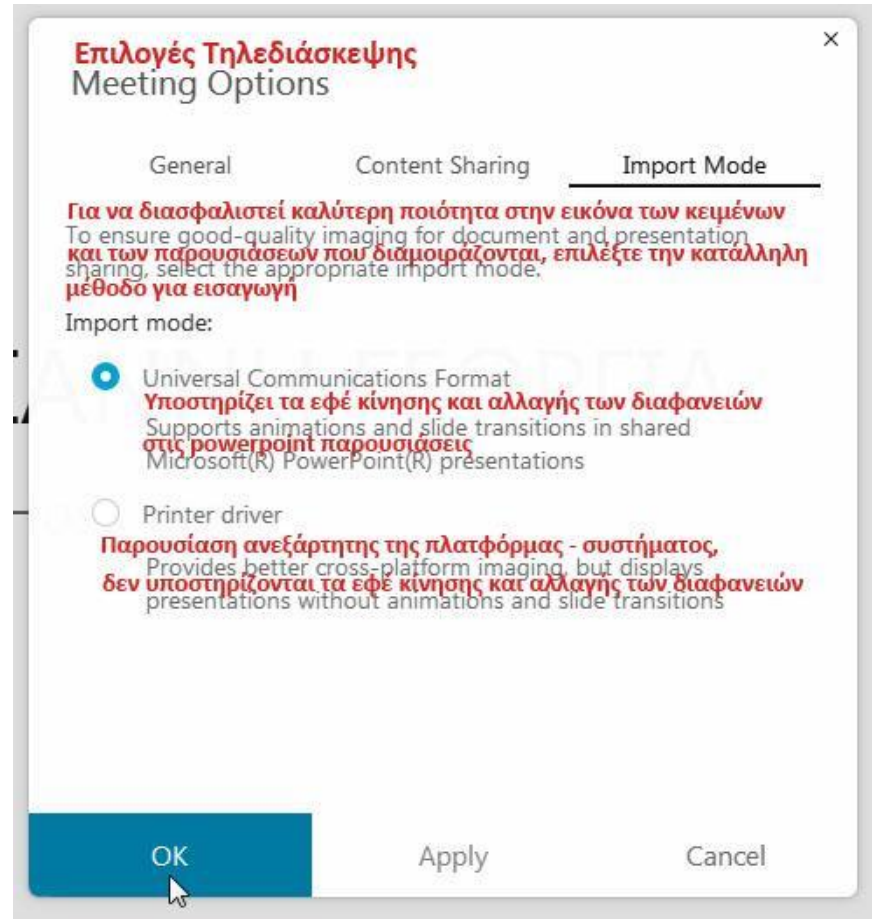 ×
Επιλογές Τηλεδιάσκεψης
Meeting Options
General Content Sharing Import Mode
Για να διασφαλιστεί καλύτερη ποιότητα στην εικόνα των κειμένων
To ensure good-quality imaging for document and presentation
και των παρουσιάσεων που διαμοιράζονται, επιλέξτε την κατάλληλη
sharing, select the appropriate import mode.
μέθοδο για εισαγωγή
Import mode:
Universal Communications Format
Υποστηρίζει τα εφέ κίνησης και αλλαγής των διαφανειών
Supports animations and slide transitions in shared
στις powerpoint παρουσιάσεις
Microsoft(R) PowerPoint(R) presentations
Printer driver
Παρουσίαση ανεξάρτητης της πλατφόρμας - συστήματος,
Provides better cross-platform imaging, but displays
δεν υποστηρίζονται τα εφέ κίνησης και αλλαγής των διαφανειών
presentations without animations and slide transitions
OK Apply Cancel